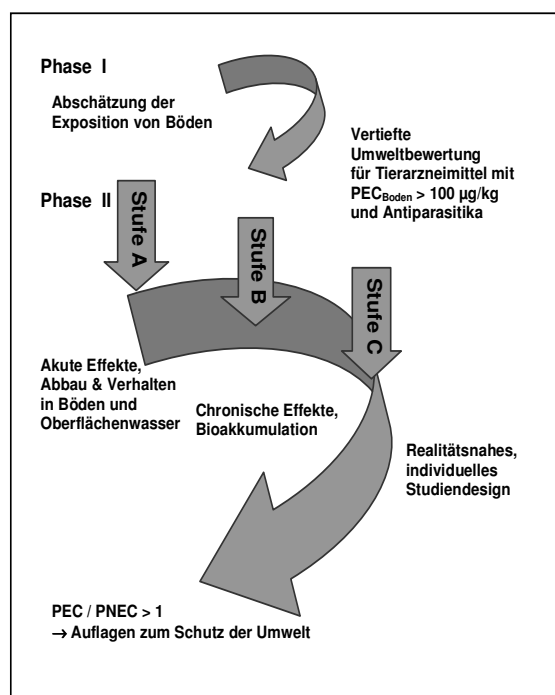 Phase I
Abschätzung der
Exposition von Böden
Vertiefte
Umweltbewertung
für Tierarzneimittel mit
PEC_Boden > 100 µg/kg
und Antiparasitika
Phase II
Stufe A
Stufe B
Stufe C
Akute Effekte,
Abbau & Verhalten
in Böden und
Oberflächenwasser
Chronische Effekte,
Bioakkumulation
Realitätsnahes,
individuelles
Studiendesign
PEC / PNEC > 1
→ Auflagen zum Schutz der Umwelt